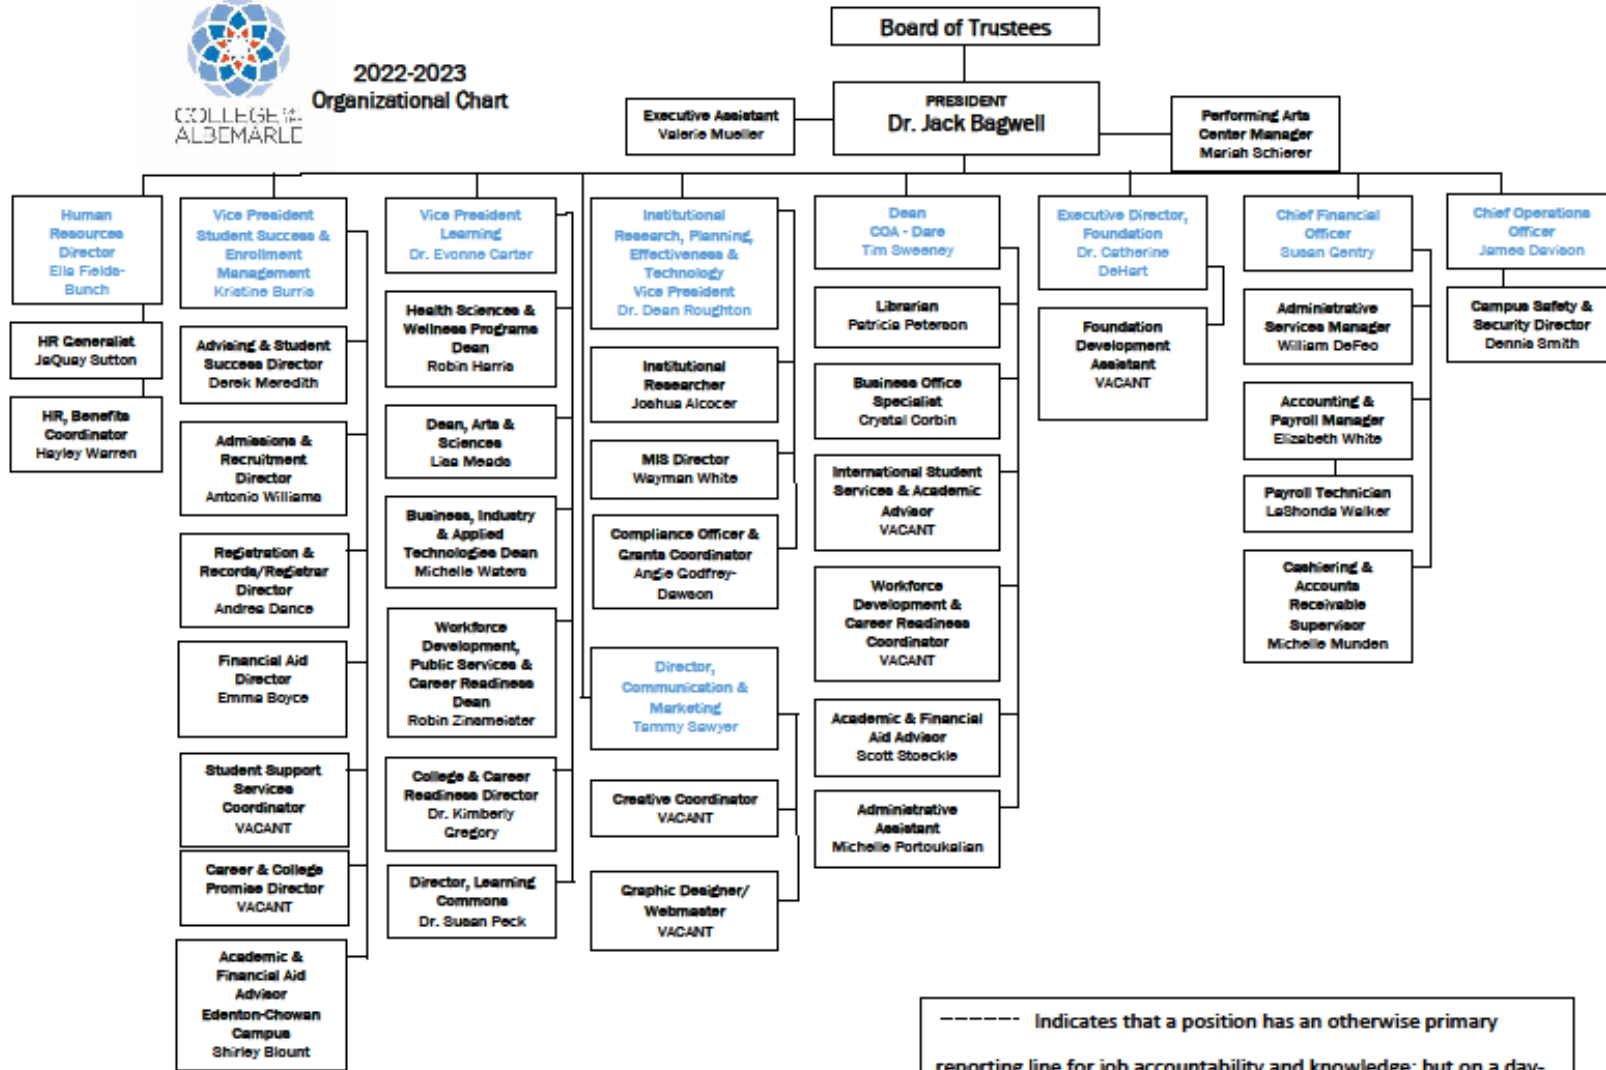 COLLEGE OF THE
ALBEMARLE
2022-2023
Organizational Chart
Board of Trustees
PRESIDENT
Dr. Jack Bagwell
Executive Assistant
Valerie Mueller
Performing Arts
Center Manager
Mariah Schierer
Human
Resources
Director
Ella Fields-
Bunch
HR Generalist
JaQuay Sutton
HR, Benefits
Coordinator
Hayley Warren
Vice President
Student Success &
Enrollment
Management
Kristine Burris
Advising & Student
Success Director
Derek Meredith
Admissions &
Recruitment
Director
Antonio Williams
Registration &
Records/Registrar
Director
Andrea Dance
Financial Aid
Director
Emma Boyce
Student Support
Services
Coordinator
VACANT
Career & College
Promise Director
VACANT
Academic &
Financial Aid
Advisor
Edenton-Chowan
Campus
Shirley Blount
Vice President
Learning
Dr. Evonne Carter
Health Sciences &
Wellness Programs
Dean
Robin Harris
Dean, Arts &
Sciences
Lisa Meads
Business, Industry
& Applied
Technologies Dean
Michelle Waters
Workforce
Development,
Public Services &
Career Readiness
Dean
Robin Zinsmeister
College & Career
Readiness Director
Dr. Kimberly
Gregory
Director, Learning
Commons
Dr. Susan Peck
Institutional
Research, Planning,
Effectiveness &
Technology
Vice President
Dr. Dean Roughton
Institutional
Researcher
Joshua Alcocer
MIS Director
Wayman White
Compliance Officer &
Grants Coordinator
Angie Godfrey-
Dawson
Director,
Communication &
Marketing
Tammy Sawyer
Creative Coordinator
VACANT
Graphic Designer/
Webmaster
VACANT
Dean
COA - Dare
Tim Sweeney
Librarian
Patricia Peterson
Business Office
Specialist
Crystal Corbin
International Student
Services & Academic
Advisor
VACANT
Workforce
Development &
Career Readiness
Coordinator
VACANT
Academic & Financial
Aid Advisor
Scott Stoeckle
Administrative
Assistant
Michelle Portoukalian
Executive Director,
Foundation
Dr. Catherine
DeHart
Foundation
Development
Assistant
VACANT
Chief Financial
Officer
Susan Gentry
Administrative
Services Manager
William DeFeo
Accounting &
Payroll Manager
Elizabeth White
Payroll Technician
LaShonda Walker
Cashiering &
Accounts
Receivable
Supervisor
Michelle Munden
Chief Operations
Officer
James Davison
Campus Safety &
Security Director
Dennis Smith
------- Indicates that a position has an otherwise primary
reporting line for job accountability and knowledge; but on a day-